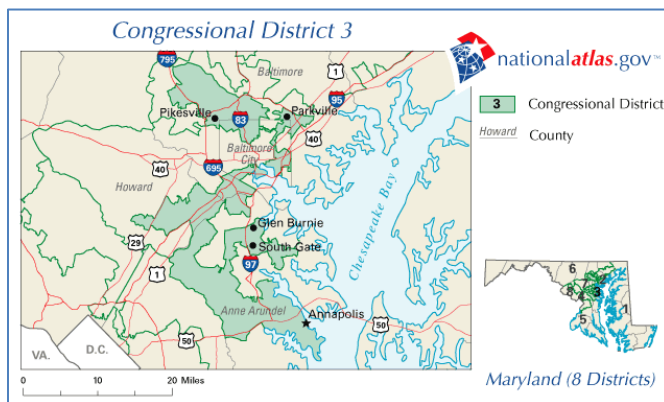 Congressional District 3
nationalatlas.gov™
3 Congressional District
Howard County
795
Baltimore
1
95
Pikesville
83
Parkville
Baltimore
City
40
695
40
Howard
Glen Burnie
South Gate
29
1
97
Chesapeake Bay
Anne Arundel
Annapolis
50
50
VA.
D.C.
0 10 20 Miles
6
8
4
3
5
1
Maryland (8 Districts)